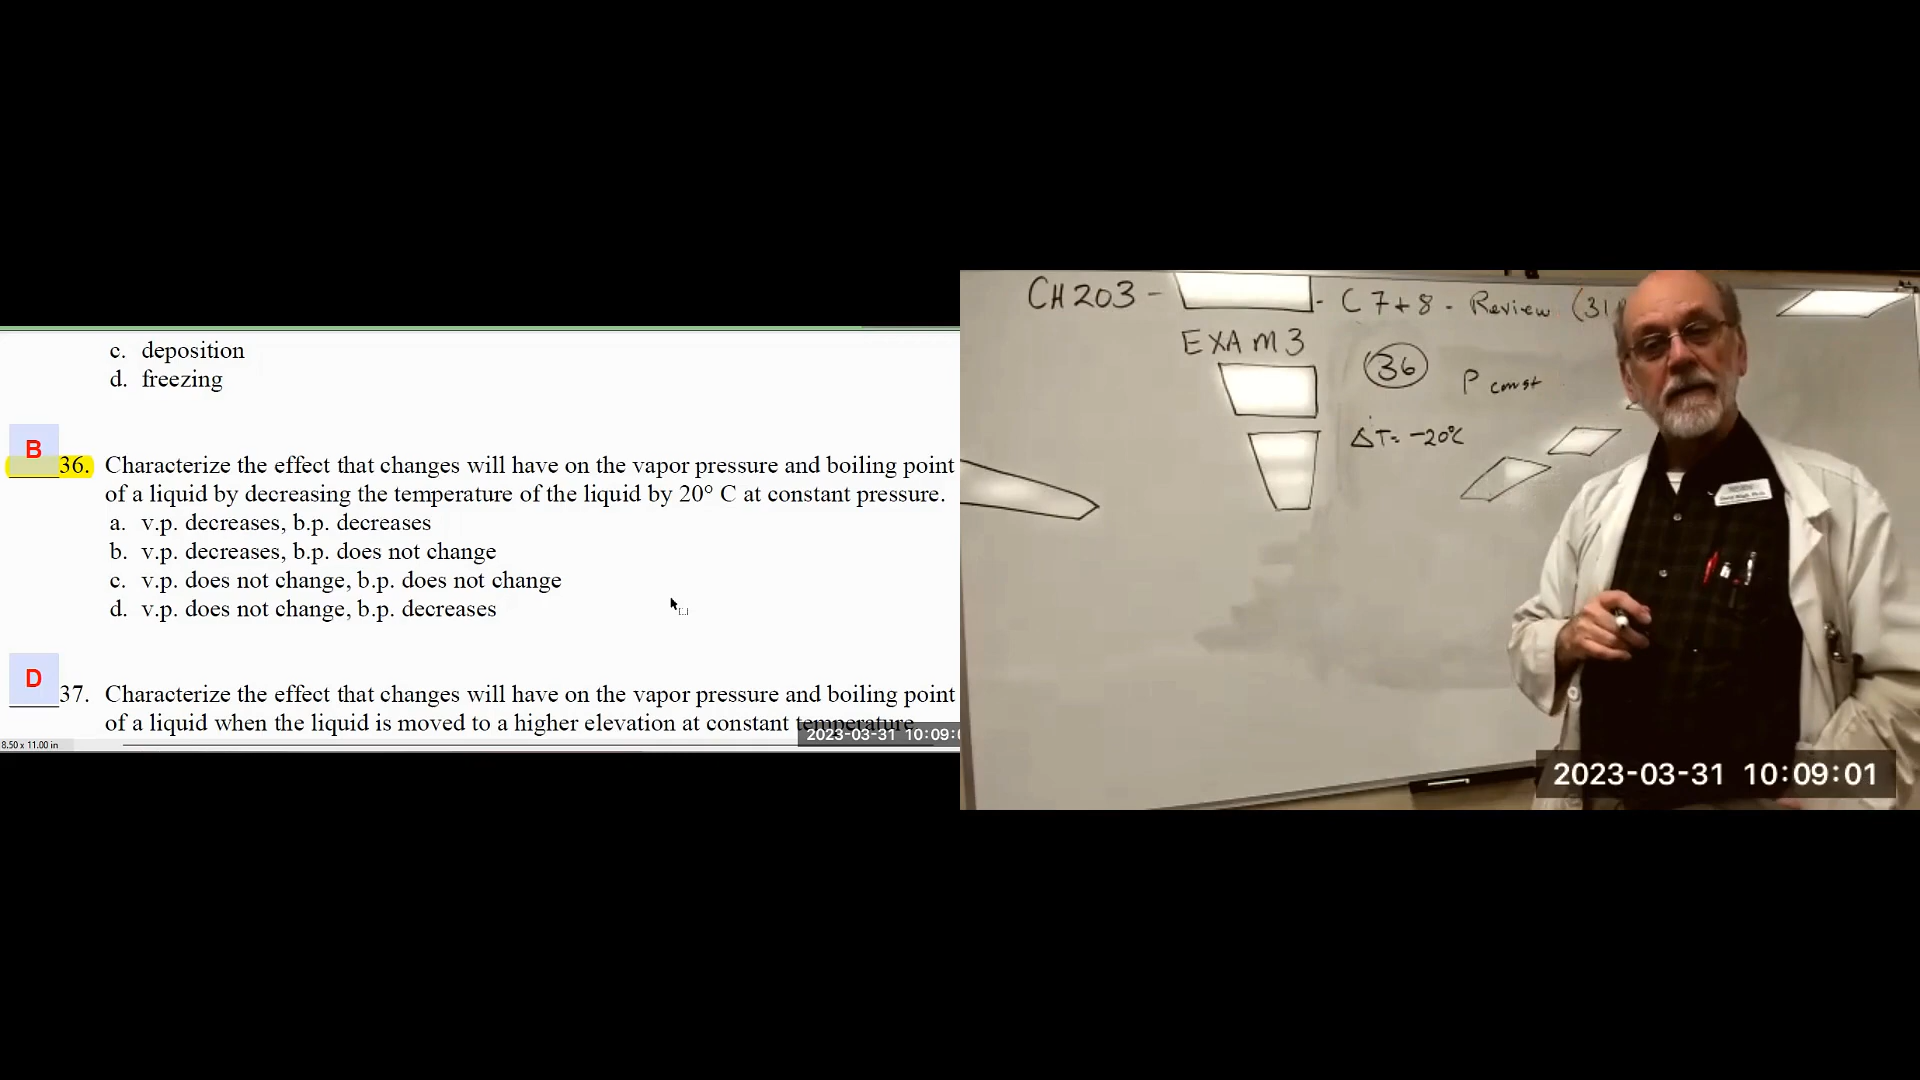 c. deposition
d. freezing
B
36. Characterize the effect that changes will have on the vapor pressure and boiling point
of a liquid by decreasing the temperature of the liquid by 20° C at constant pressure.
a. v.p. decreases, b.p. decreases
b. v.p. decreases, b.p. does not change
c. v.p. does not change, b.p. does not change
d. v.p. does not change, b.p. decreases
D
37. Characterize the effect that changes will have on the vapor pressure and boiling point
of a liquid when the liquid is moved to a higher elevation at constant temperature
8.50 x 11.00 in
2023-03-31 10:09:0
CH203 - - C 7+8 - Review (31
EXAM 3
36 P const
ΔT= -20°C
2023-03-31 10:09:01